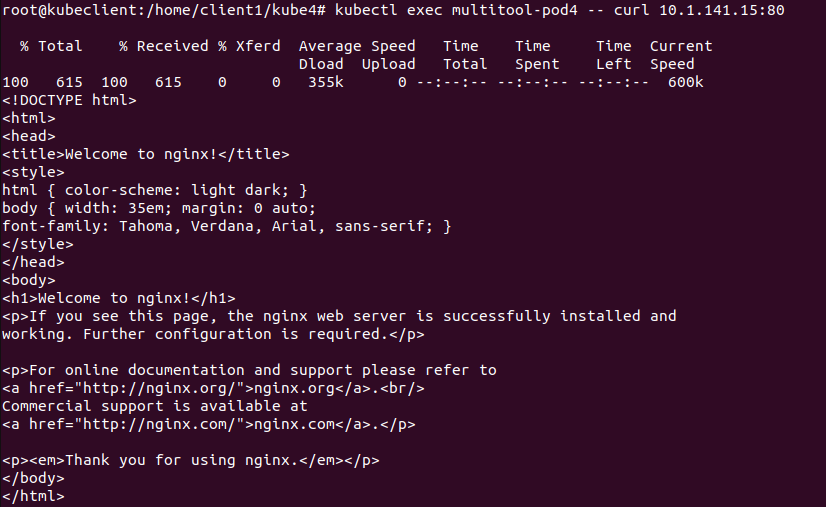 root@kubeclient:/home/client1/kube4# kubectl exec multitool-pod4 -- curl 10.1.141.15:80
  % Total    % Received % Xferd  Average Speed   Time    Time     Time  Current
                                 Dload  Upload   Total   Spent    Left  Speed
100   615  100   615    0     0   355k      0 --:--:-- --:--:-- --:--:--  600k
<!DOCTYPE html>
<html>
<head>
<title>Welcome to nginx!</title>
<style>
html { color-scheme: light dark; }
body { width: 35em; margin: 0 auto;
font-family: Tahoma, Verdana, Arial, sans-serif; }
</style>
</head>
<body>
<h1>Welcome to nginx!</h1>
<p>If you see this page, the nginx web server is successfully installed and
working. Further configuration is required.</p>
<p>For online documentation and support please refer to
<a href="http://nginx.org/">nginx.org</a>.<br/>
Commercial support is available at
<a href="http://nginx.com/">nginx.com</a>.</p>
<p><em>Thank you for using nginx.</em></p>
</body>
</html>